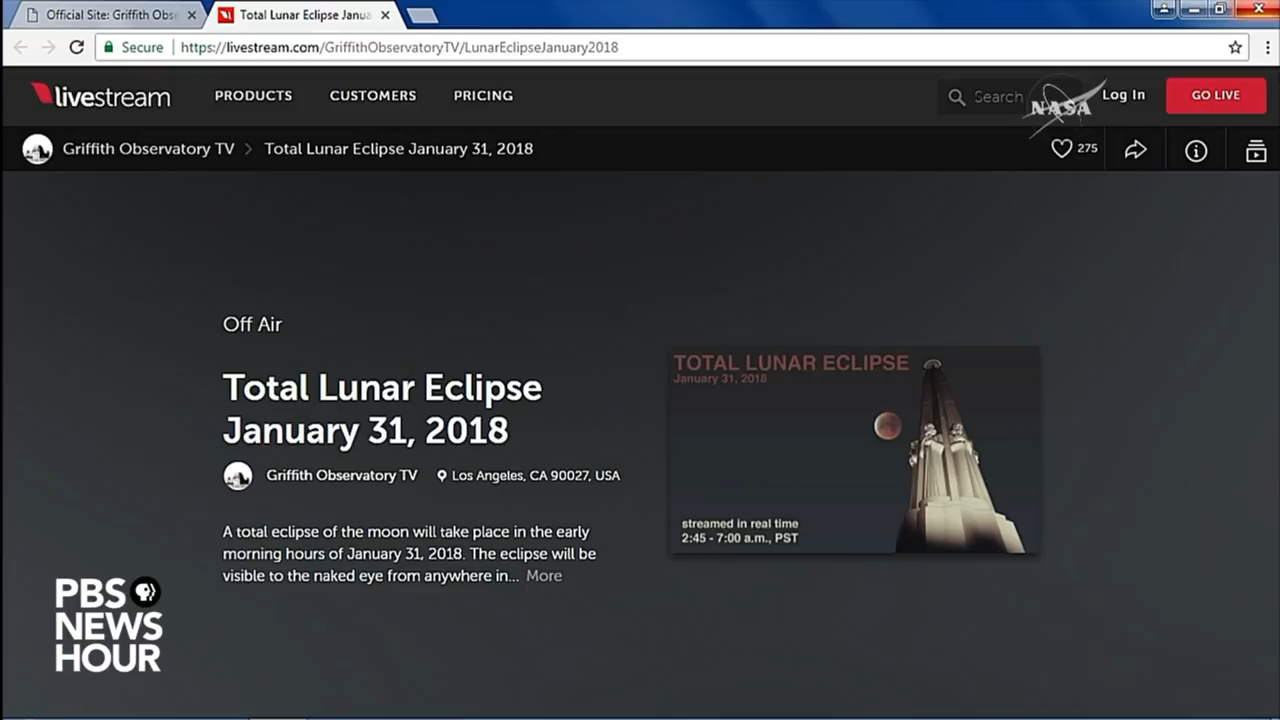 Official Site: Griffith Obse
Total Lunar Eclipse Janua
Secure
https://livestream.com/GriffithObservatoryTV/LunarEclipseJanuary2018
livestream PRODUCTS CUSTOMERS PRICING Search NASA Log In GO LIVE
Griffith Observatory TV > Total Lunar Eclipse January 31, 2018 275
Off Air
Total Lunar Eclipse
January 31, 2018
Griffith Observatory TV Los Angeles, CA 90027, USA
A total eclipse of the moon will take place in the early
morning hours of January 31, 2018. The eclipse will be
visible to the naked eye from anywhere in... More
TOTAL LUNAR ECLIPSE
January 31, 2018
streamed in real time
2:45 - 7:00 a.m., PST
PBS
NEWS
HOUR